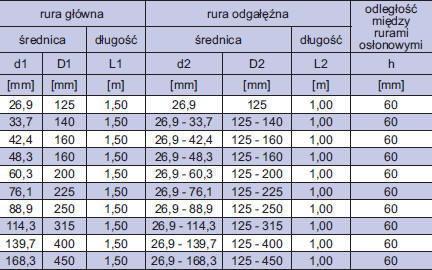 rura główna rura odgałęźna odległość między rurami osłonowymi
średnica długość średnica długość
d1 D1 L1 d2 D2 L2 h
[mm] [mm] [m] [mm] [mm] [m] [mm]
26,9 125 1,50 26,9 125 1,00 60
33,7 140 1,50 26,9 - 33,7 125 - 140 1,00 60
42,4 160 1,50 26,9 - 42,4 125 - 160 1,00 60
48,3 160 1,50 26,9 - 48,3 125 - 160 1,00 60
60,3 200 1,50 26,9 - 60,3 125 - 200 1,00 60
76,1 225 1,50 26,9 - 76,1 125 - 225 1,00 60
88,9 250 1,50 26,9 - 88,9 125 - 250 1,00 60
114,3 315 1,50 26,9 - 114,3 125 - 315 1,00 60
139,7 400 1,50 26,9 - 139,7 125 - 400 1,00 60
168,3 450 1,50 26,9 - 168,3 125 - 450 1,00 60